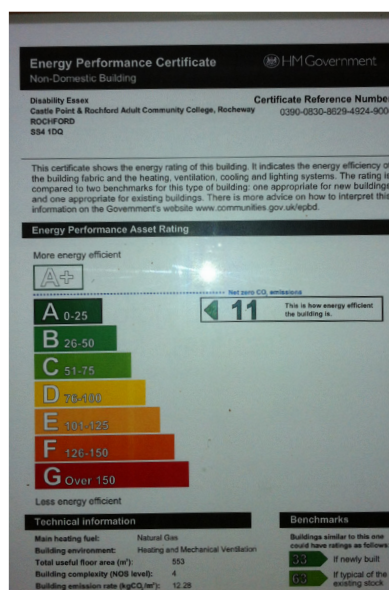 Energy Performance Certificate
HM Government
Non-Domestic Building
Disability Essex
Castle Point & Rochford Adult Community College, Rocheway
ROCHFORD
SS4 1DQ
Certificate Reference Number
0390-0830-8629-4924-900
This certificate shows the energy rating of this building. It indicates the energy efficiency of
the building fabric and the heating, ventilation, cooling and lighting systems. The rating is
compared to two benchmarks for this type of building: one appropriate for new buildings
and one appropriate for existing buildings. There is more advice on how to interpret this
information on the Government's website www.communities.gov.uk/epbd.
Energy Performance Asset Rating
More energy efficient
A+
Net zero CO₂ emissions
A 0-25
11
This is how energy efficient
the building is.
B 26-50
C 51-75
D 76-100
E 101-125
F 126-150
G Over 150
Less energy efficient
Technical information
Main heating fuel: Natural Gas
Building environment: Heating and Mechanical Ventilation
Total useful floor area (m²): 553
Building complexity (NOS level): 4
Building emission rate (kgCO₂/m²): 12.28
Benchmarks
Buildings similar to this one
could have ratings as follows
33 If newly built
63 If typical of the
existing stock